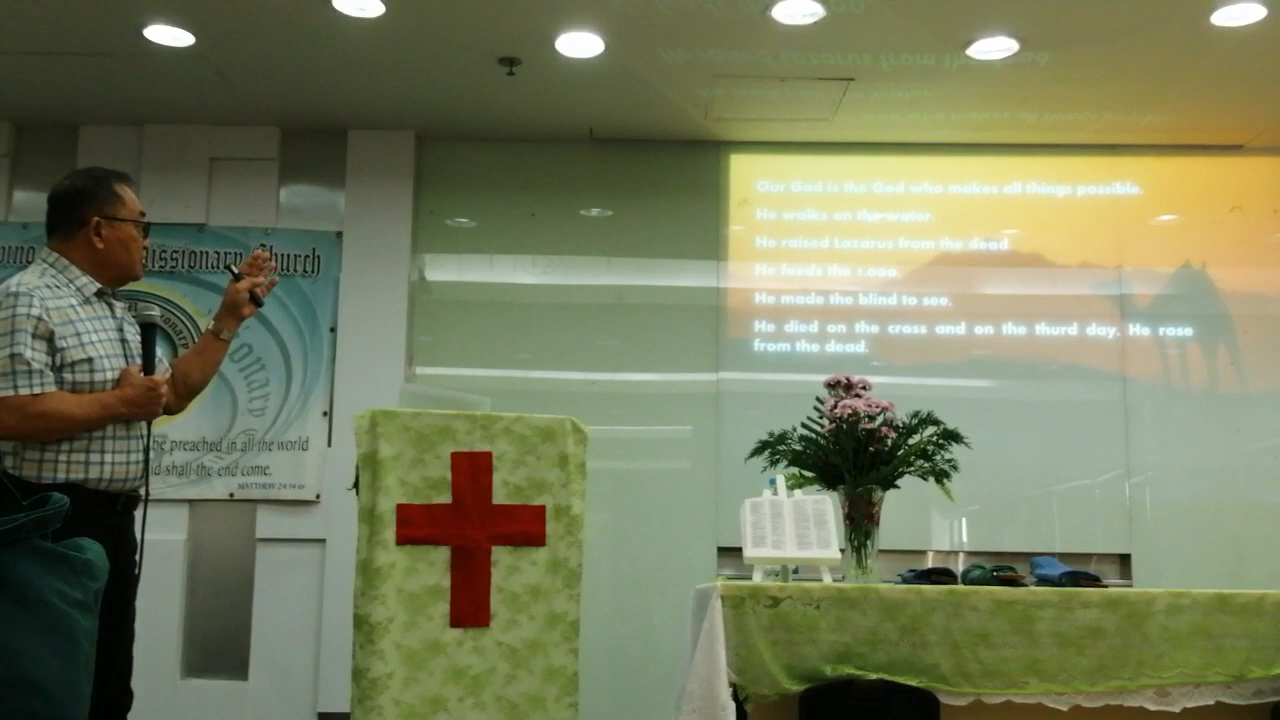 Our God is the God who makes all things possible.
He walks on the water.
He raised Lazarus from the dead.
He feeds the 1,000.
He made the blind to see.
He died on the cross and on the thurd day. He rose
from the dead.
pino Missionary Church
be preached in all the world
id shall the end come.
MATTHEW 24:14